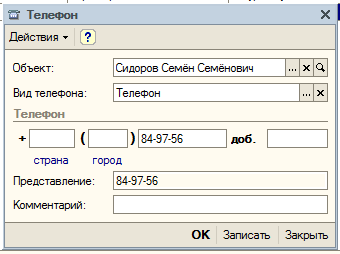 Телефон
Действия ?
Объект: Сидоров Семён Семёнович ... ×
Вид телефона: Телефон ... ×
Телефон
+ ( ) 84-97-56 доб.
страна город
Представление: 84-97-56
Комментарий:
OK Записать Закрыть